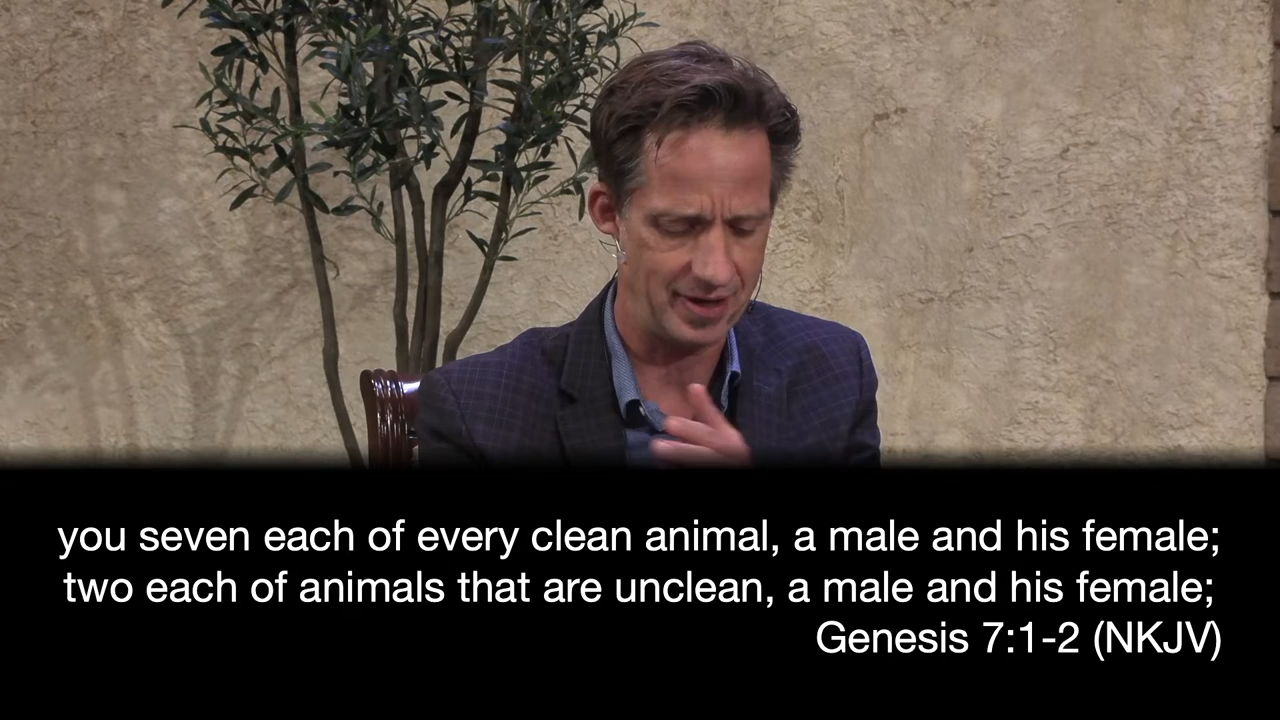 you seven each of every clean animal, a male and his female;
two each of animals that are unclean, a male and his female;
Genesis 7:1-2 (NKJV)